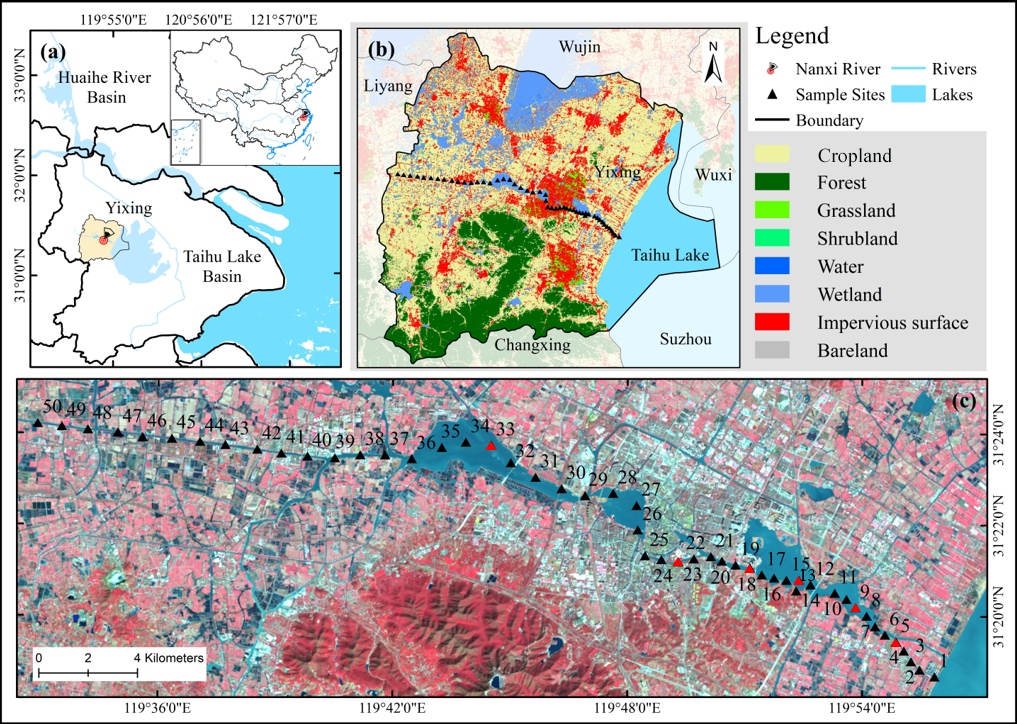 119°55'0"E 120°56'0"E 121°57'0"E
33°0'0"N
32°0'0"N
31°0'0"N
(a)
Huaihe River
Basin
Yixing
Taihu Lake
Basin
(b)
Wujin
N
Liyang
Yixing
Wuxi
Taihu Lake
Changxing
Suzhou
Legend
Nanxi River
Rivers
Sample Sites
Lakes
Boundary
Cropland
Forest
Grassland
Shrubland
Water
Wetland
Impervious surface
Bareland
(c)
50 49 48 47 46 45 44 43 42 41 40 39 38 37 36 35 34 33 32 31 30 29 28 27 26 25 24 23 22 21 20 19 18 17 16 15 14 13 12 11 10 9 8 7 6 5 4 3 2 1
31°24'0"N
31°22'0"N
31°20'0"N
0 2 4 Kilometers
119°36'0"E 119°42'0"E 119°48'0"E 119°54'0"E